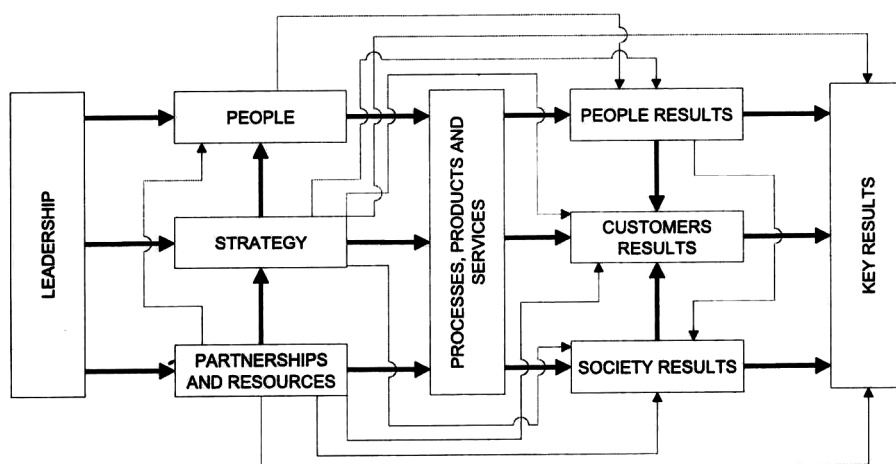 LEADERSHIP
PEOPLE
STRATEGY
PARTNERSHIPS
AND RESOURCES
PROCESSES, PRODUCTS AND
SERVICES
PEOPLE RESULTS
CUSTOMERS
RESULTS
SOCIETY RESULTS
KEY RESULTS